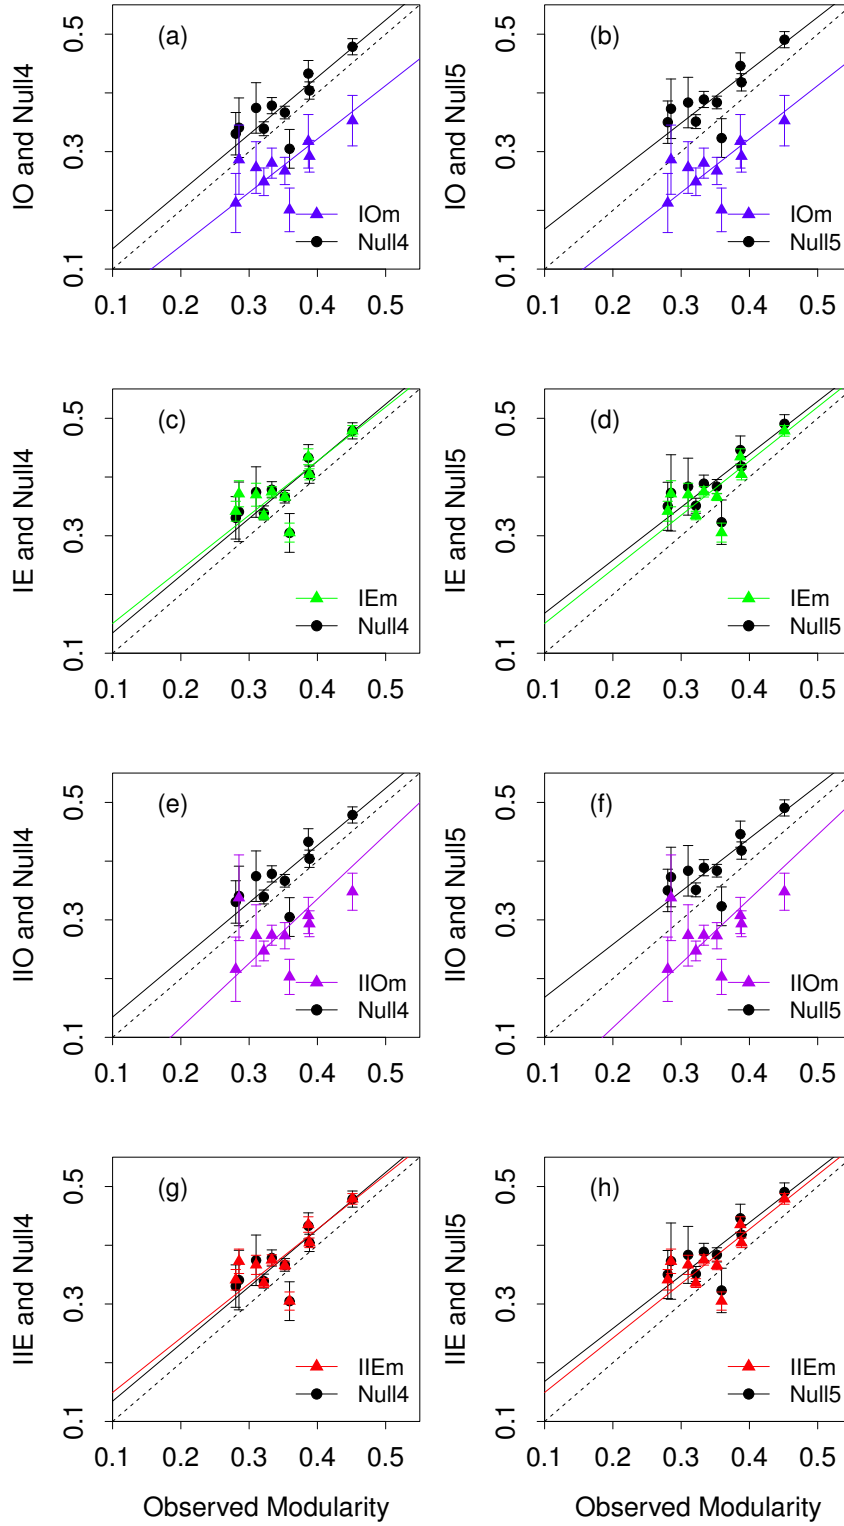 (a)
IO and Null4
0.1 0.3 0.5
IOm
Null4
0.1 0.2 0.3 0.4 0.5
(b)
IO and Null5
0.1 0.3 0.5
IOm
Null5
0.1 0.2 0.3 0.4 0.5
(c)
IE and Null4
0.1 0.3 0.5
IEm
Null4
0.1 0.2 0.3 0.4 0.5
(d)
IE and Null5
0.1 0.3 0.5
IEm
Null5
0.1 0.2 0.3 0.4 0.5
(e)
IIO and Null4
0.1 0.3 0.5
IIOm
Null4
0.1 0.2 0.3 0.4 0.5
(f)
IIO and Null5
0.1 0.3 0.5
IIOm
Null5
0.1 0.2 0.3 0.4 0.5
(g)
IIE and Null4
0.1 0.3 0.5
IIEm
Null4
0.1 0.2 0.3 0.4 0.5
Observed Modularity
(h)
IIE and Null5
0.1 0.3 0.5
IIEm
Null5
0.1 0.2 0.3 0.4 0.5
Observed Modularity